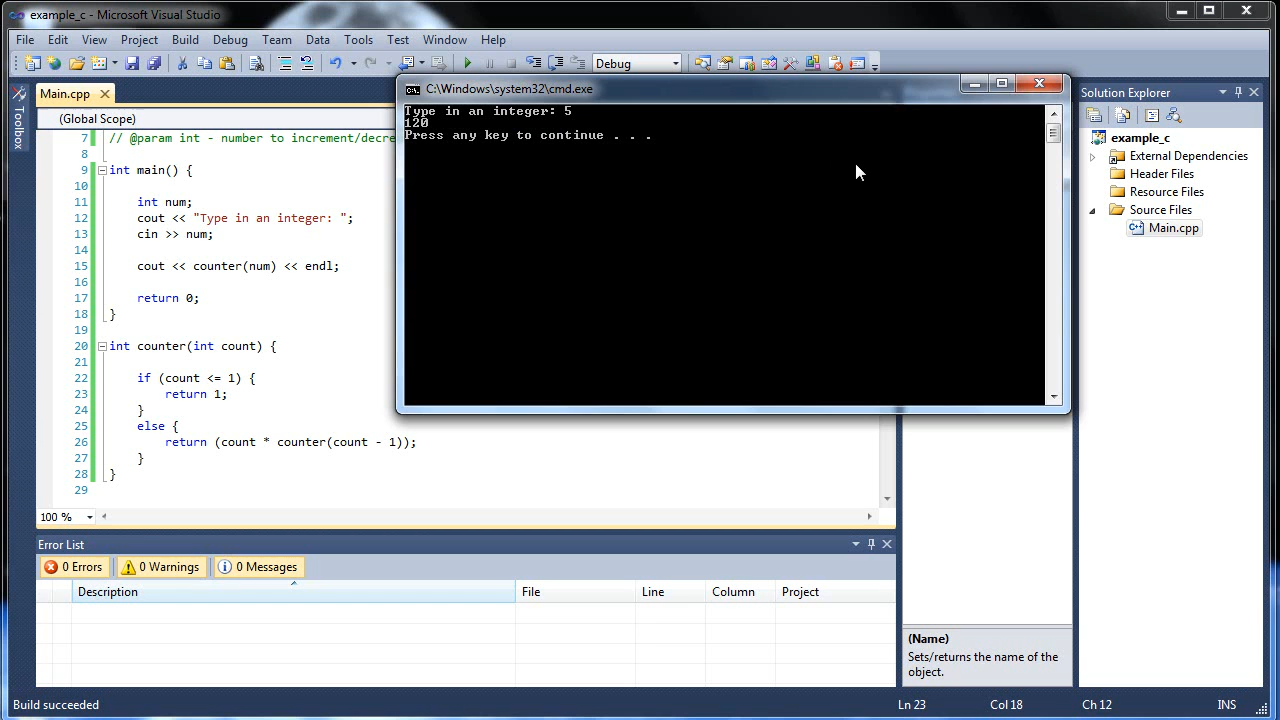 example_c - Microsoft Visual Studio
File Edit View Project Build Debug Team Data Tools Test Window Help
Debug
Main.cpp
(Global Scope)
7 // @param int - number to increment/decre
8
9 int main() {
10
11 int num;
12 cout << "Type in an integer: ";
13 cin >> num;
14
15 cout << counter(num) << endl;
16
17 return 0;
18 }
19
20 int counter(int count) {
21
22 if (count <= 1) {
23 return 1;
24 }
25 else {
26 return (count * counter(count - 1));
27 }
28 }
29
100 %
Toolbox
C:\Windows\system32\cmd.exe
Type in an integer: 5
120
Press any key to continue . . .
Solution Explorer
example_c
External Dependencies
Header Files
Resource Files
Source Files
Main.cpp
Error List
0 Errors 0 Warnings 0 Messages
Description File Line Column Project
(Name)
Sets/returns the name of the
object.
Build succeeded Ln 23 Col 18 Ch 12 INS